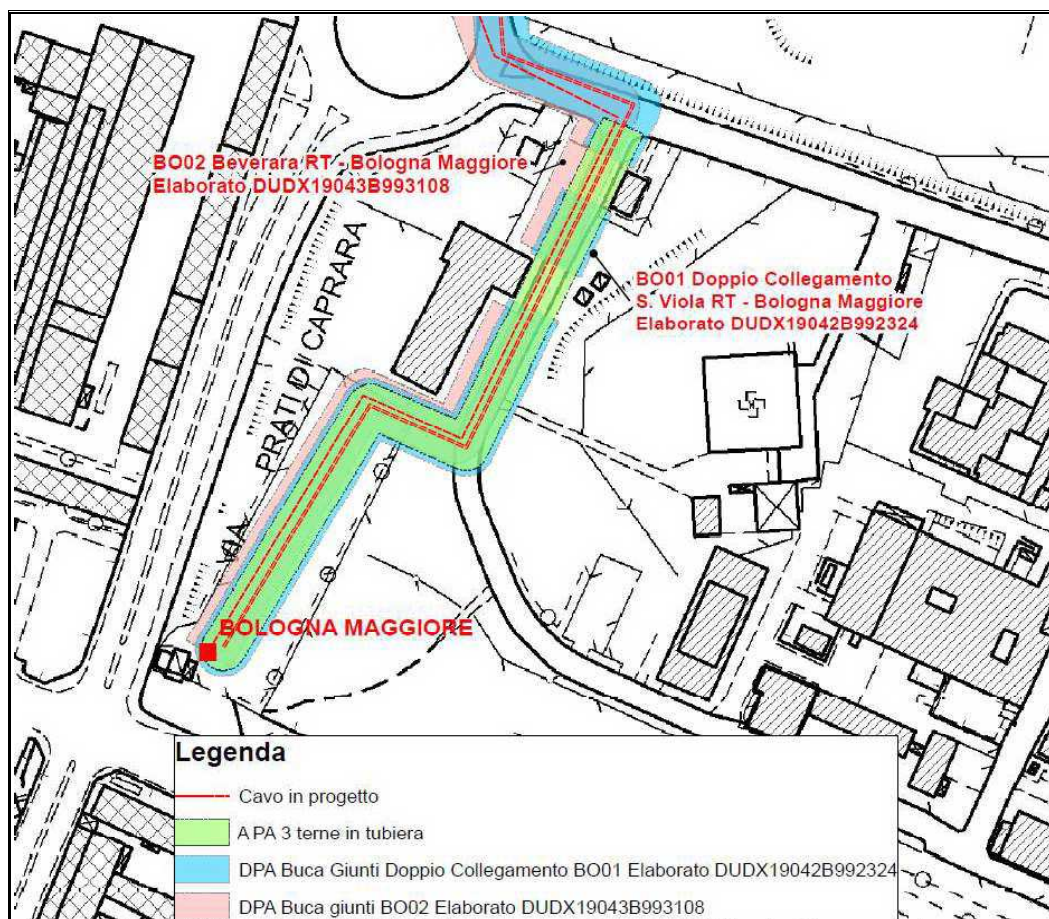 BO02 Beverara RT - Bologna Maggiore
Elaborato DUDX19043B993108
BO01 Doppio Collegamento
S. Viola RT - Bologna Maggiore
Elaborato DUDX19042B992324
VIA PRATI DI CAPRARA
BOLOGNA MAGGIORE
Legenda
Cavo in progetto
APA 3 terne in tubiera
DPA Buca Giunti Doppio Collegamento BO01 Elaborato DUDX19042B992324
DPA Buca giunti BO02 Elaborato DUDX19043B993108